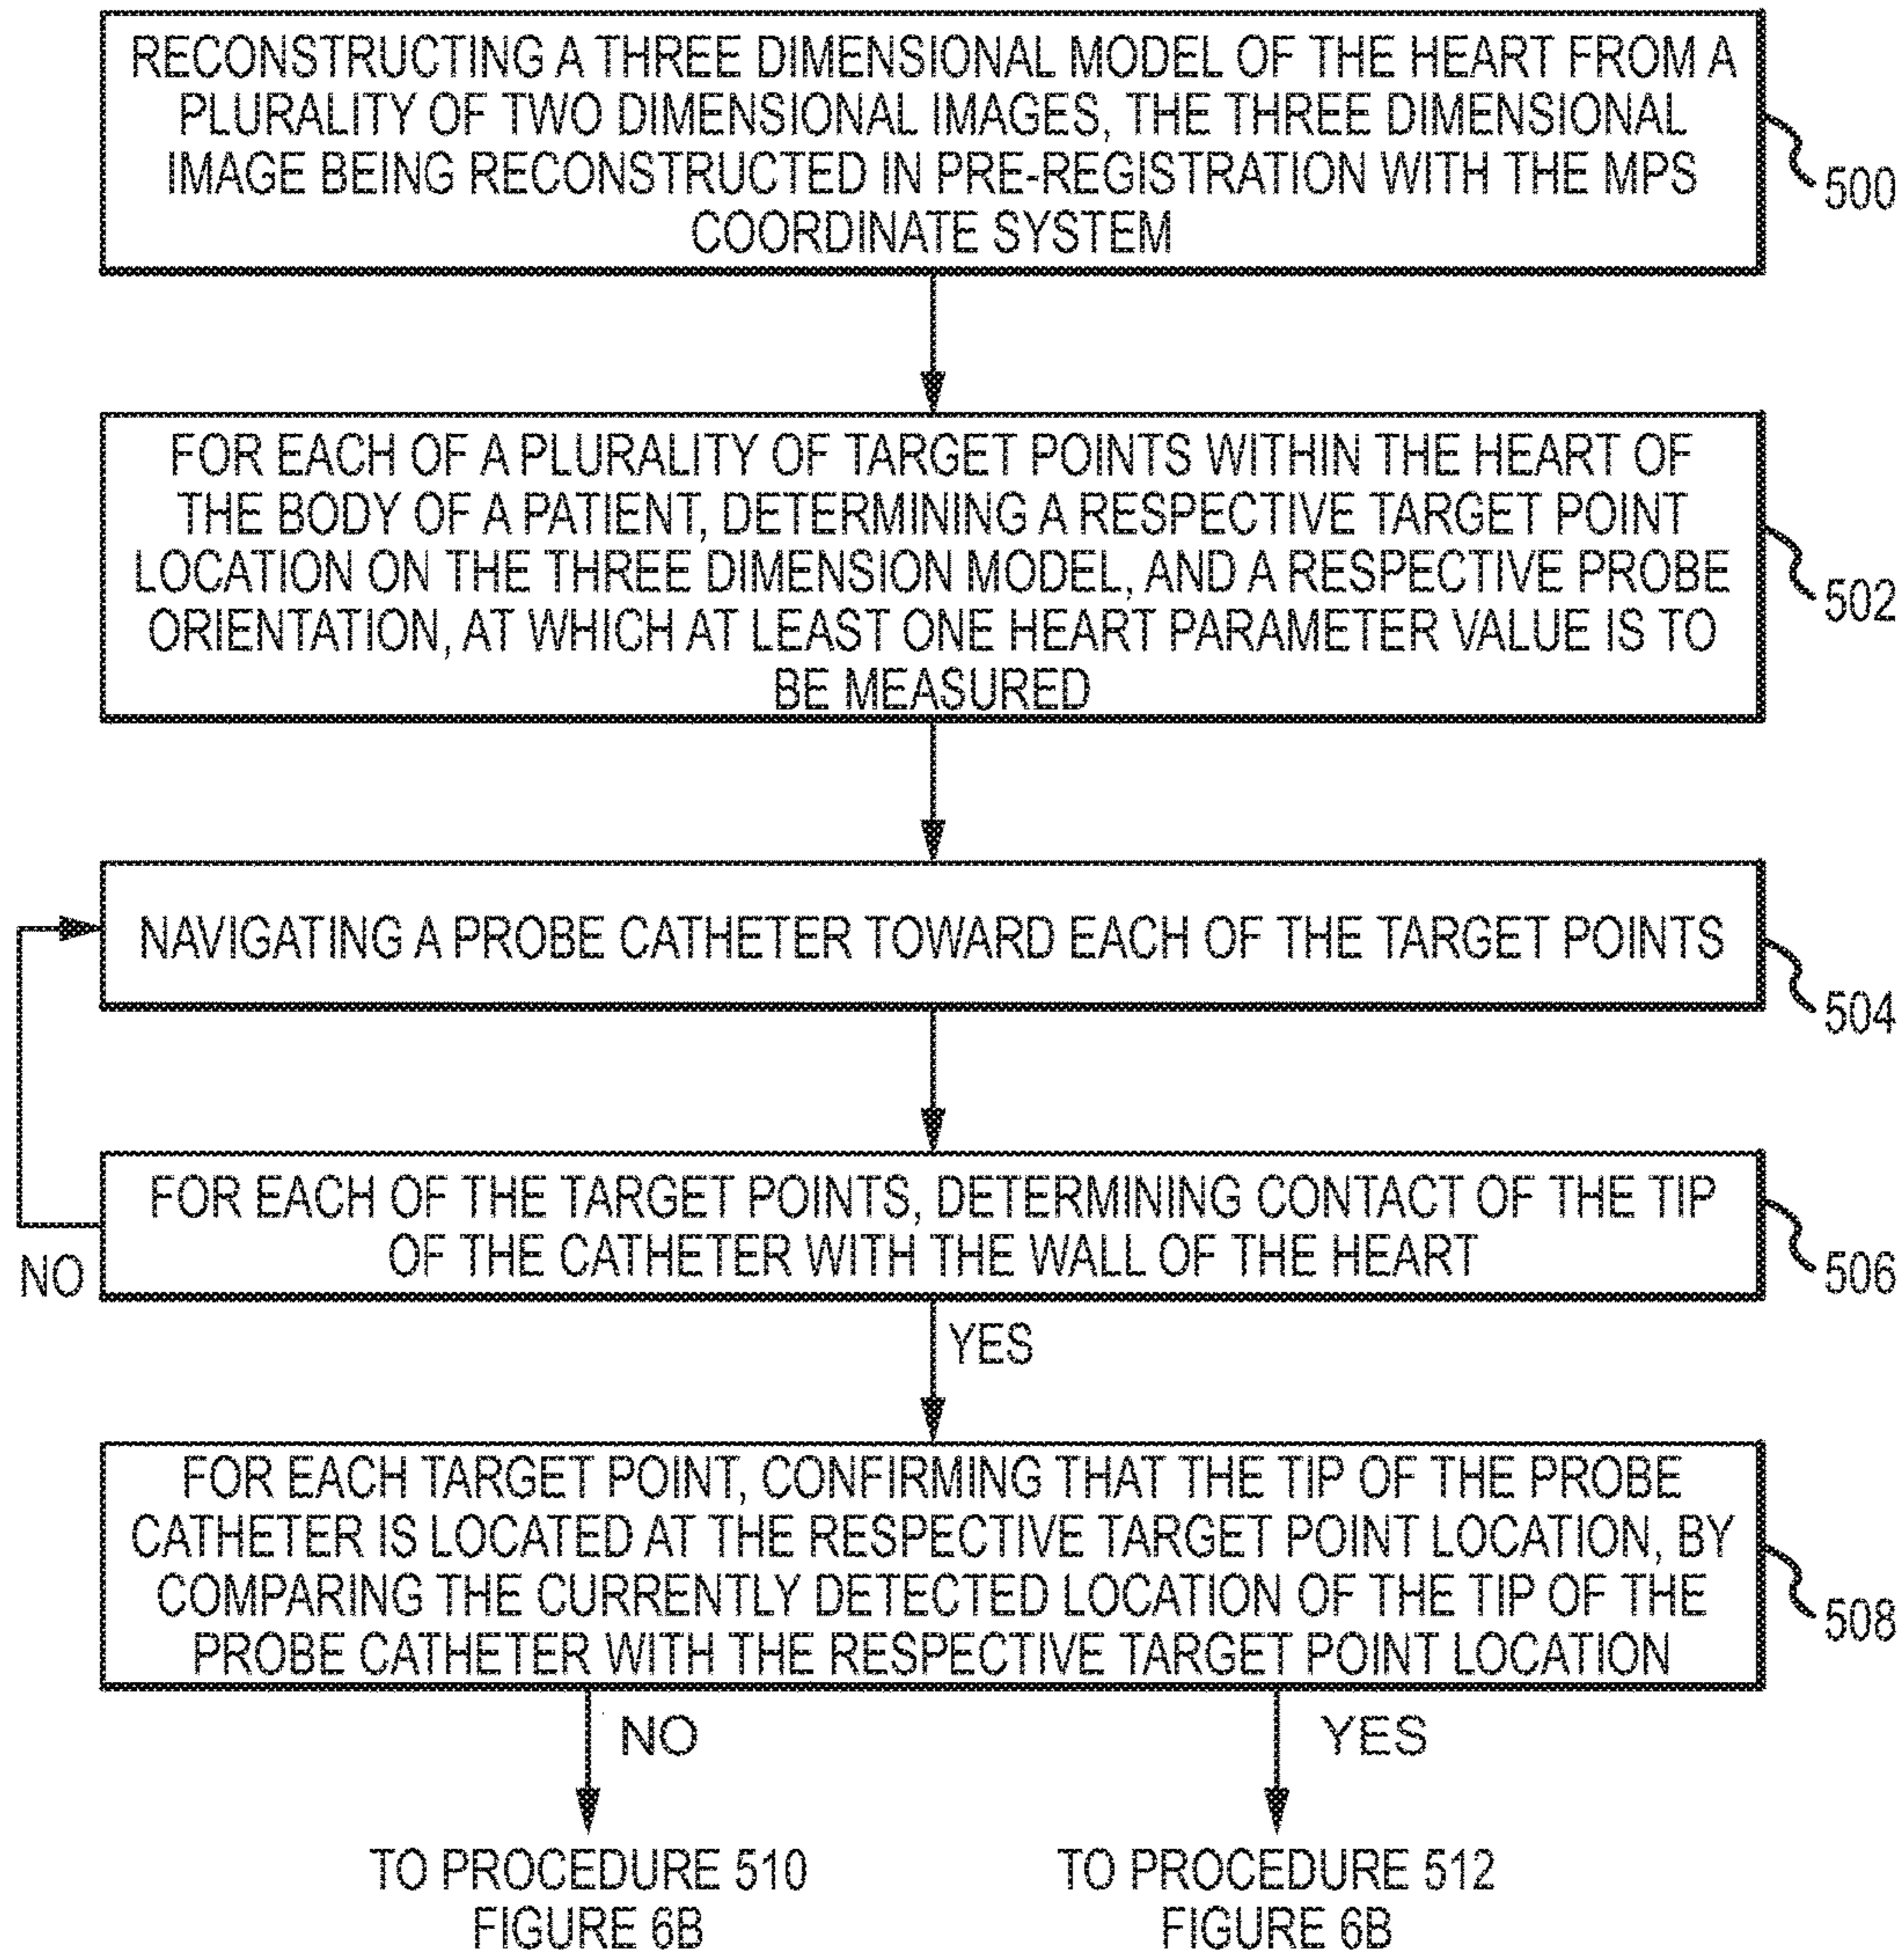 RECONSTRUCTING A THREE DIMENSIONAL MODEL OF THE HEART FROM A
PLURALITY OF TWO DIMENSIONAL IMAGES, THE THREE DIMENSIONAL
IMAGE BEING RECONSTRUCTED IN PRE-REGISTRATION WITH THE MPS
COORDINATE SYSTEM
500
FOR EACH OF A PLURALITY OF TARGET POINTS WITHIN THE HEART OF
THE BODY OF A PATIENT, DETERMINING A RESPECTIVE TARGET POINT
LOCATION ON THE THREE DIMENSION MODEL, AND A RESPECTIVE PROBE
ORIENTATION, AT WHICH AT LEAST ONE HEART PARAMETER VALUE IS TO
BE MEASURED
502
NAVIGATING A PROBE CATHETER TOWARD EACH OF THE TARGET POINTS
504
FOR EACH OF THE TARGET POINTS, DETERMINING CONTACT OF THE TIP
OF THE CATHETER WITH THE WALL OF THE HEART
506
NO
YES
FOR EACH TARGET POINT, CONFIRMING THAT THE TIP OF THE PROBE
CATHETER IS LOCATED AT THE RESPECTIVE TARGET POINT LOCATION, BY
COMPARING THE CURRENTLY DETECTED LOCATION OF THE TIP OF THE
PROBE CATHETER WITH THE RESPECTIVE TARGET POINT LOCATION
508
NO
YES
TO PROCEDURE 510
FIGURE 6B
TO PROCEDURE 512
FIGURE 6B